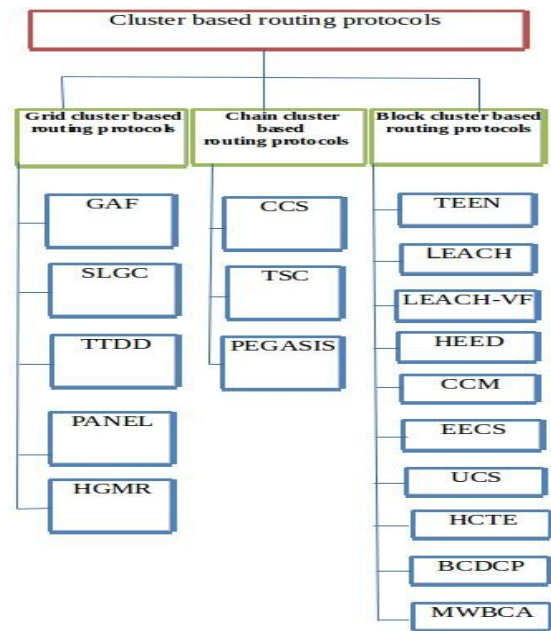 Cluster based routing protocols
Grid cluster based
routing protocols
Chain cluster
based
routing protocols
Block cluster based
routing protocols
GAF
SLGC
TTDD
PANEL
HGMR
CCS
TSC
PEGASIS
TEEN
LEACH
LEACH-VF
HEED
CCM
EECS
UCS
HCTE
BCDCP
MWBCA